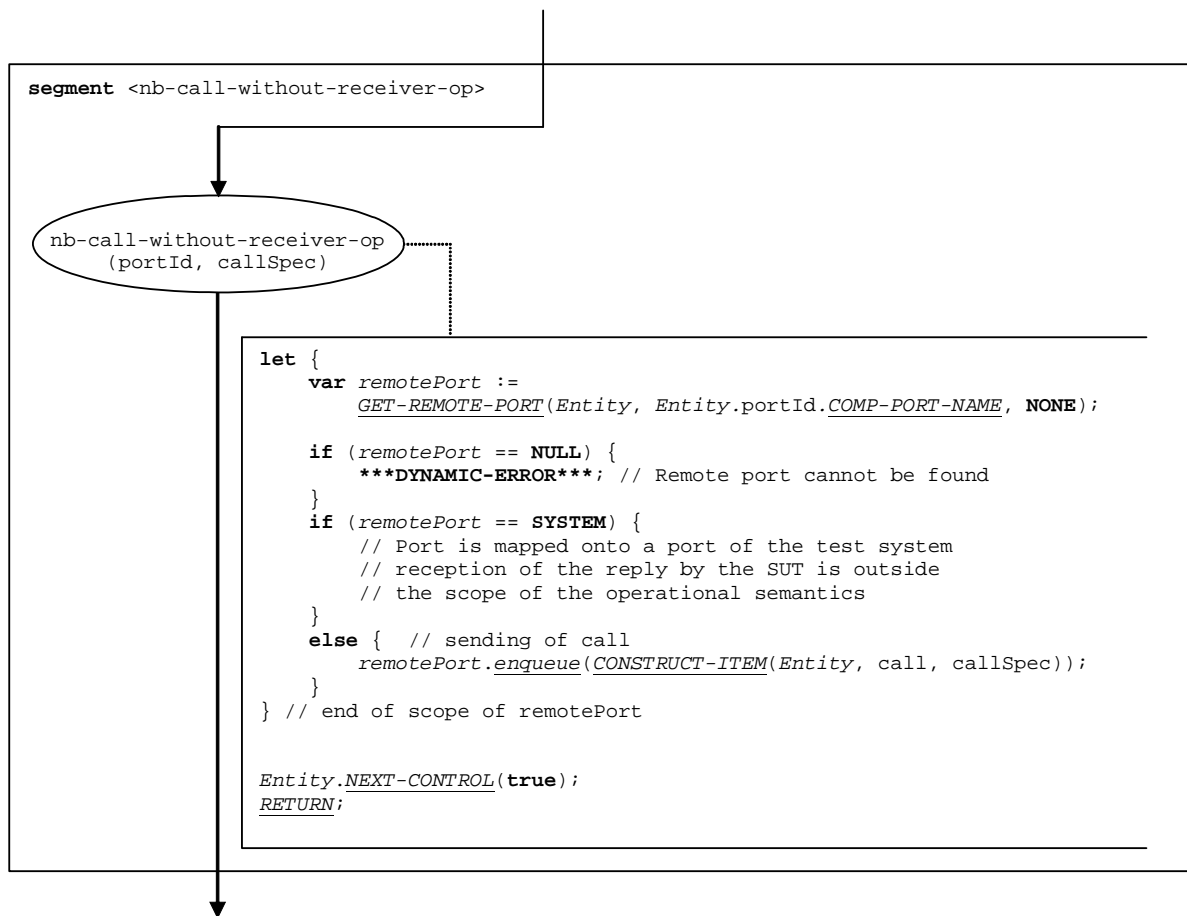 segment <nb-call-without-receiver-op>
nb-call-without-receiver-op
(portId, callSpec)
let {
var remotePort :=
GET-REMOTE-PORT(Entity, Entity.portId.COMP-PORT-NAME, NONE);
if (remotePort == NULL) {
***DYNAMIC-ERROR***; // Remote port cannot be found
}
if (remotePort == SYSTEM) {
// Port is mapped onto a port of the test system
// reception of the reply by the SUT is outside
// the scope of the operational semantics
}
else { // sending of call
remotePort.enqueue(CONSTRUCT-ITEM(Entity, call, callSpec));
}
} // end of scope of remotePort
Entity.NEXT-CONTROL(true);
RETURN;